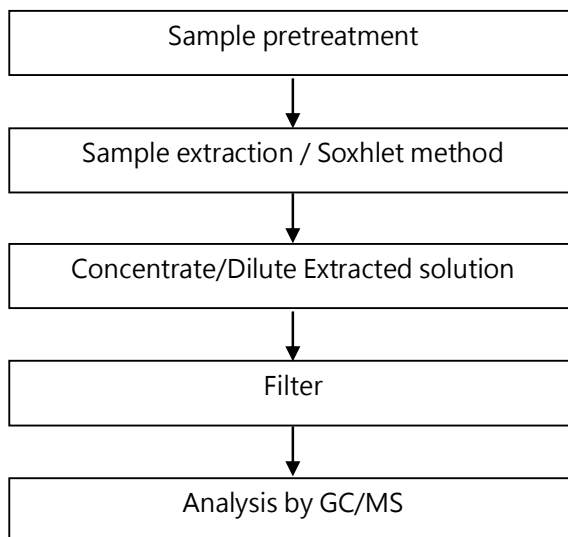 Sample pretreatment
Sample extraction / Soxhlet method
Concentrate/Dilute Extracted solution
Filter
Analysis by GC/MS